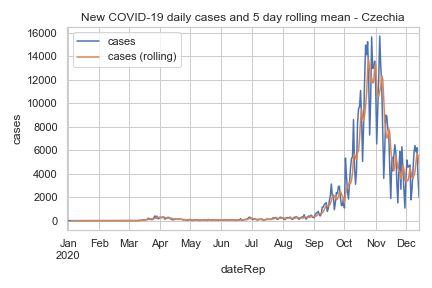 New COVID-19 daily cases and 5 day rolling mean - Czechia
cases
cases (rolling)
16000
14000
12000
10000
8000
6000
4000
2000
0
cases
Jan Feb Mar Apr May Jun Jul Aug Sep Oct Nov Dec
2020
dateRep